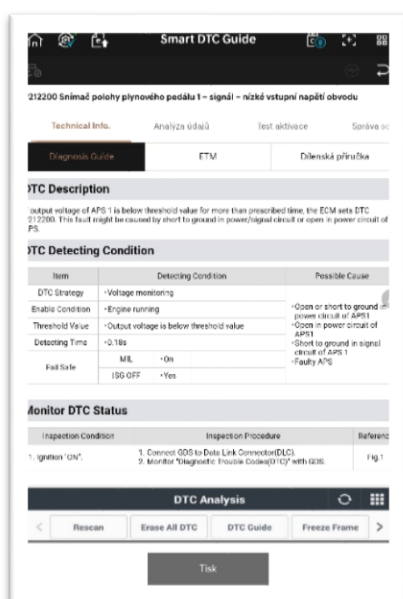 Smart DTC Guide
212200 Snímač polohy plynového pedálu 1 – signál – nízké vstupní napětí obvodu
Technical Info.
Analýza údajů
Test aktivace
Správa
Diagnosis Guide
ETM
Dílenská příručka
DTC Description
output voltage of APS 1 is below threshold value for more than prescribed time, the ECM sets DTC
212200. This fault might be caused by short to ground in power/signal circuit or open in power circuit of
PS.
DTC Detecting Condition
Item
Detecting Condition
Possible Cause
DTC Strategy
•Voltage monitoring
Enable Condition
•Engine running
Threshold Value
•Output voltage is below threshold value
Detecting Time
•0.18s
Fail Safe
MIL
•On
ISG OFF
•Yes
•Open or short to ground in
power circuit of APS1
•Open in power circuit of
APS1
•Short to ground in signal
circuit of APS 1
•Faulty APS
Monitor DTC Status
Inspection Condition
Inspection Procedure
Referenc
1. Ignition "ON".
1. Connect GDS to Data Link Connector(DLC).
2. Monitor "Diagnostic Trouble Codes(DTC)" with GDS.
Fig.1
DTC Analysis
Rescan
Erase All DTC
DTC Guide
Freeze Frame
Tisk